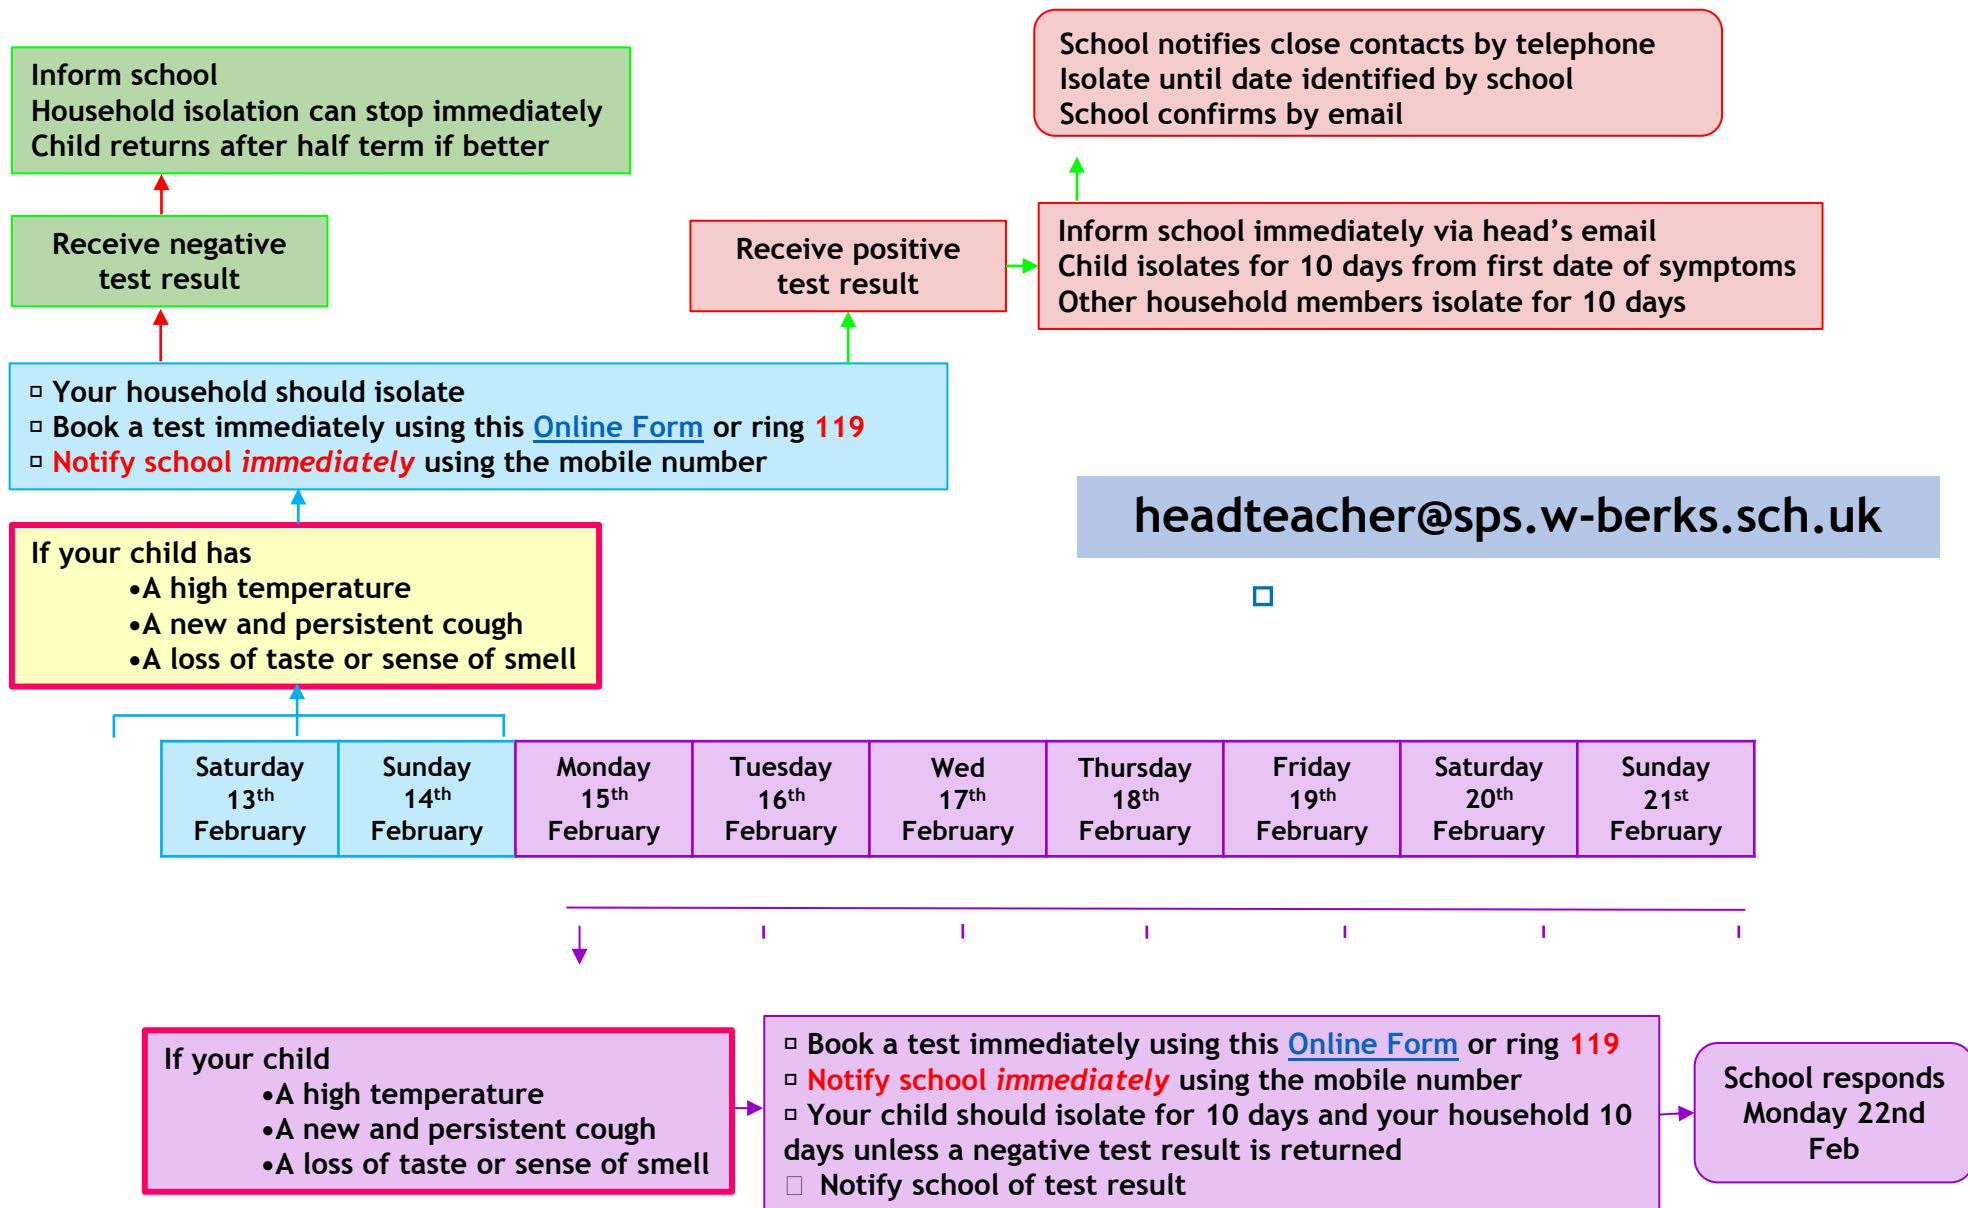 School notifies close contacts by telephone
Isolate until date identified by school
School confirms by email
Inform school
Household isolation can stop immediately
Child returns after half term if better
Receive negative
test result
Receive positive
test result
Inform school immediately via head’s email
Child isolates for 10 days from first date of symptoms
Other household members isolate for 10 days
▫ Your household should isolate
▫ Book a test immediately using this Online Form or ring 119
▫ Notify school immediately using the mobile number
headteacher@sps.w-berks.sch.uk
If your child has
•A high temperature
•A new and persistent cough
•A loss of taste or sense of smell
Saturday
13th
February
Sunday
14th
February
Monday
15th
February
Tuesday
16th
February
Wed
17th
February
Thursday
18th
February
Friday
19th
February
Saturday
20th
February
Sunday
21st
February
If your child
•A high temperature
•A new and persistent cough
•A loss of taste or sense of smell
▫ Book a test immediately using this Online Form or ring 119
▫ Notify school immediately using the mobile number
▫ Your child should isolate for 10 days and your household 10
days unless a negative test result is returned
□ Notify school of test result
School responds
Monday 22nd
Feb